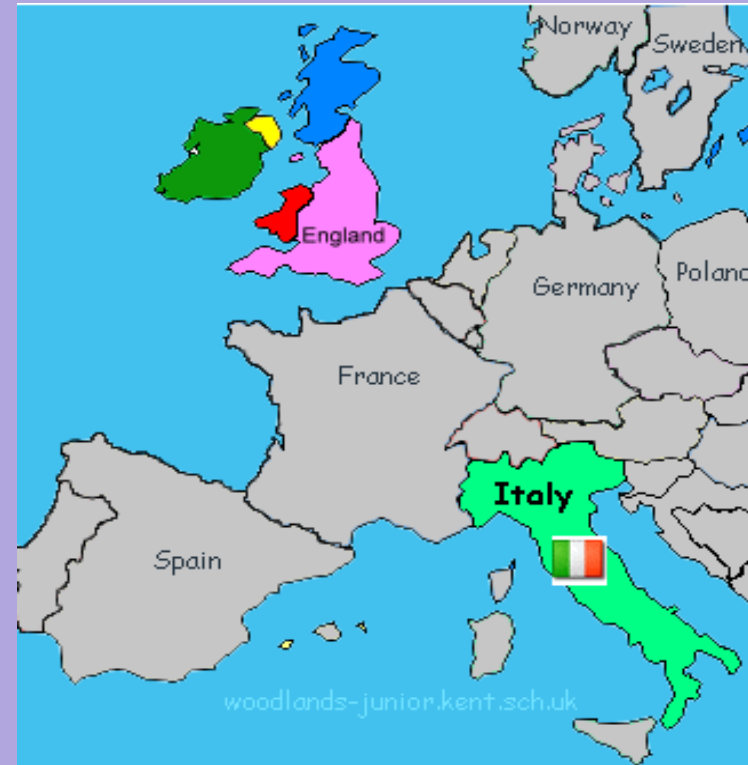 Norway
Sweden
England
Germany
Poland
France
Italy
Spain
woodlands-junior.kent.sch.uk